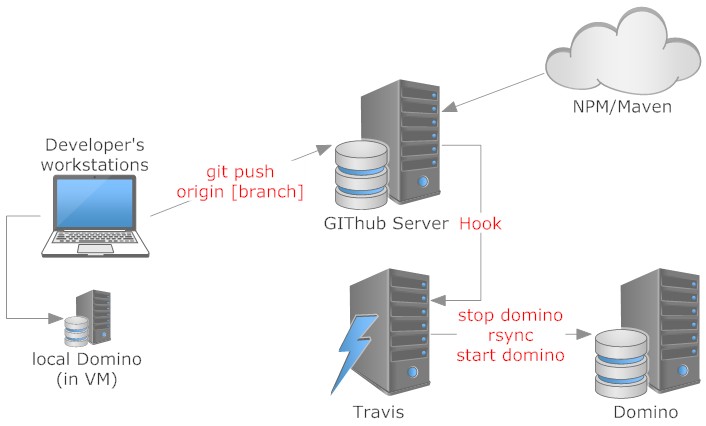 NPM/Maven
Developer's
workstations
git push
origin [branch]
GIThub Server
Hook
local Domino
(in VM)
stop domino
rsync
start domino
Travis
Domino